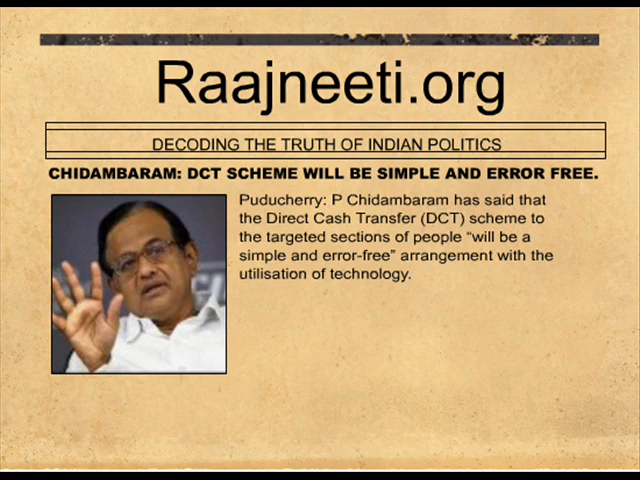 Raajneeti.org
DECODING THE TRUTH OF INDIAN POLITICS
CHIDAMBARAM: DCT SCHEME WILL BE SIMPLE AND ERROR FREE.
Puducherry: P Chidambaram has said that
the Direct Cash Transfer (DCT) scheme to
the targeted sections of people “will be a
simple and error-free” arrangement with the
utilisation of technology.